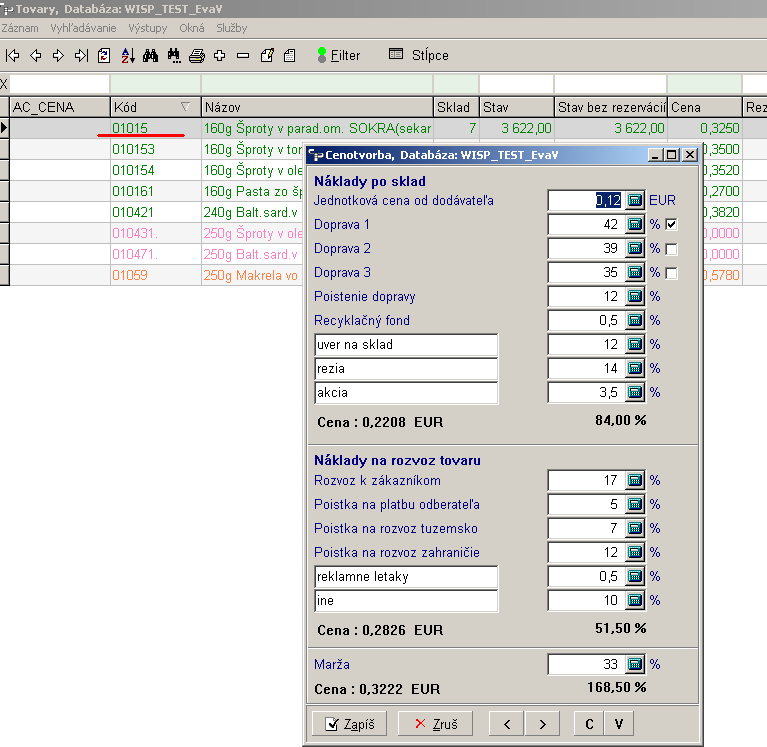 Tovary, Databáza: WISP_TEST_EvaV
Záznam Vyhľadávanie Výstupy Okná Služby
Filter Stĺpce
X
AC_CENA Kód Názov Sklad Stav Stav bez rezervácií Cena Rez
01015 160g Šproty v parad.om. SOKRA(sekar 7 3 622,00 3 622,00 0,3250
010153 160g Šproty v tor 0,3500
010154 160g Šproty v ole 0,3520
010161 160g Pasta zo šp 0,2700
010421 240g Balt.sard.v 0,3820
010431. 250g Šproty v ole 0,0000
010471. 250g Balt.sard.v 0,0000
01059 250g Makrela vo 0,5780
Cenotvorba, Databáza: WISP_TEST_EvaV
Náklady po sklad
Jednotková cena od dodávateľa 0,12 EUR
Doprava 1 42 %
Doprava 2 39 %
Doprava 3 35 %
Poistenie dopravy 12 %
Recyklačný fond 0,5 %
uver na sklad 12 %
rezia 14 %
akcia 3,5 %
Cena : 0,2208 EUR 84,00 %
Náklady na rozvoz tovaru
Rozvoz k zákazníkom 17 %
Poistka na platbu odberateľa 5 %
Poistka na rozvoz tuzemsko 7 %
Poistka na rozvoz zahraničie 12 %
reklamne letaky 0,5 %
ine 10 %
Cena : 0,2826 EUR 51,50 %
Marža 33 %
Cena : 0,3222 EUR 168,50 %
Zapíš Zruš < > C V